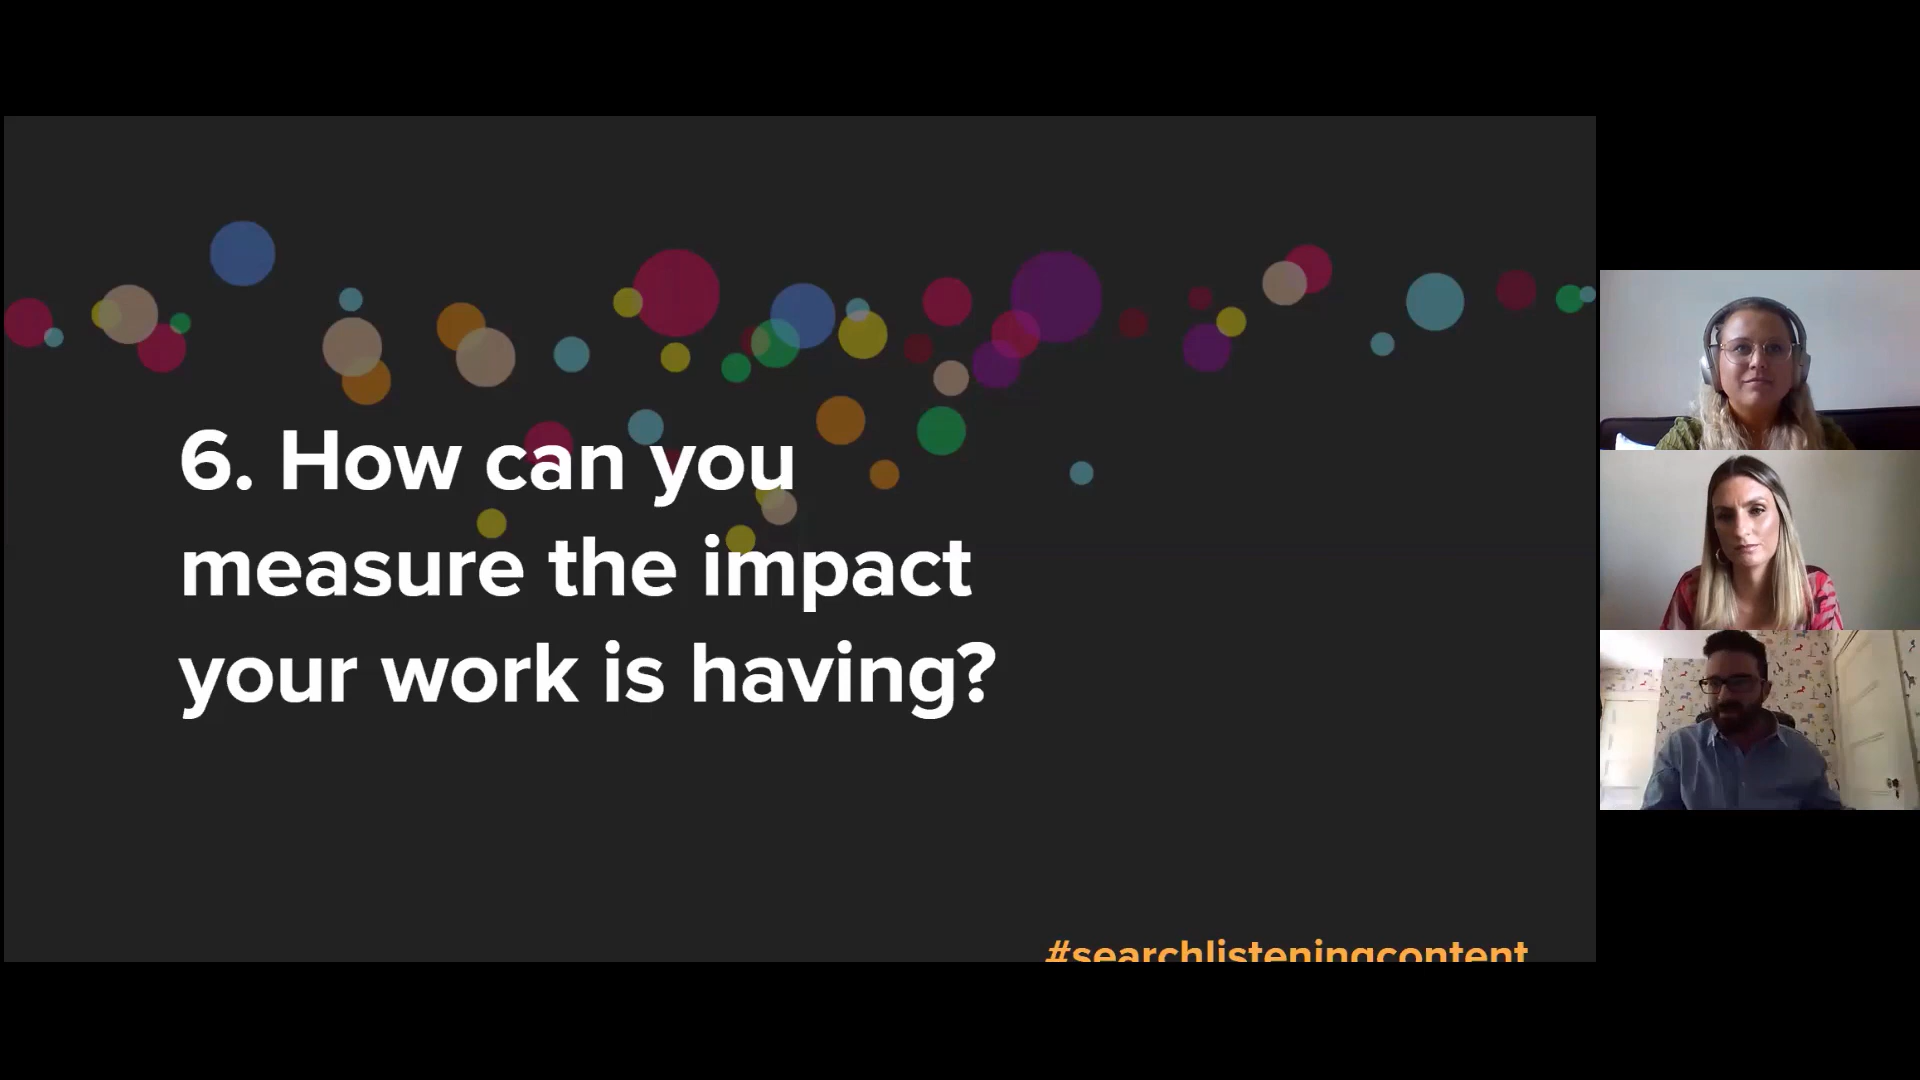 6. How can you
measure the impact
your work is having?
#searchlisteningcontent